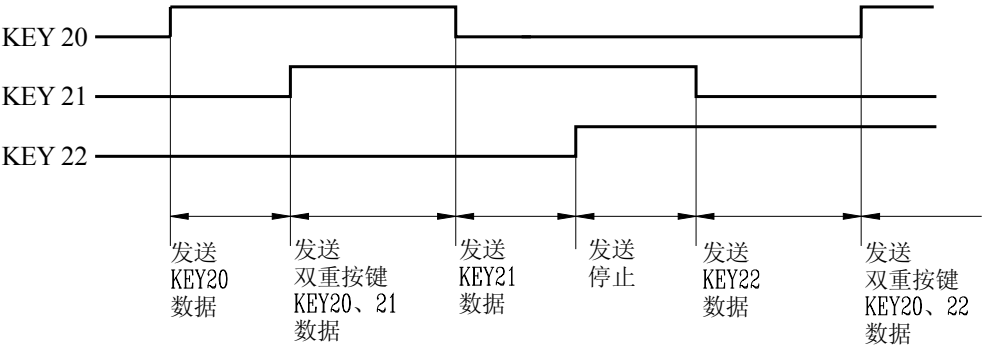 KEY 20
KEY 21
KEY 22
发送
KEY20
数据
发送
双重按键
KEY20、21
数据
发送
KEY21
数据
发送
停止
发送
KEY22
数据
发送
双重按键
KEY20、22
数据